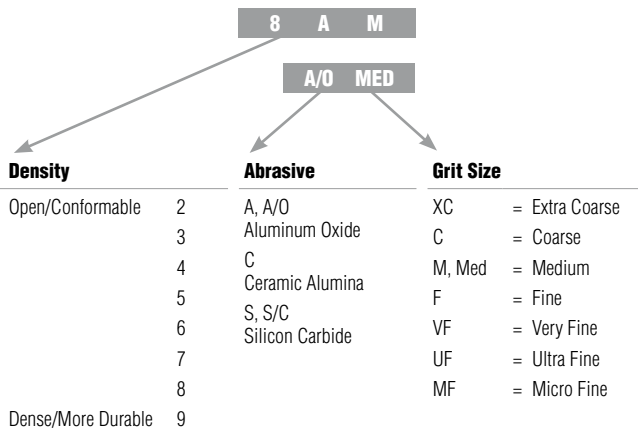 8 A M
A/O MED
Density
Open/Conformable 2
3
4
5
6
7
8
Dense/More Durable 9
Abrasive
A, A/O
Aluminum Oxide
C
Ceramic Alumina
S, S/C
Silicon Carbide
Grit Size
XC = Extra Coarse
C = Coarse
M, Med = Medium
F = Fine
VF = Very Fine
UF = Ultra Fine
MF = Micro Fine